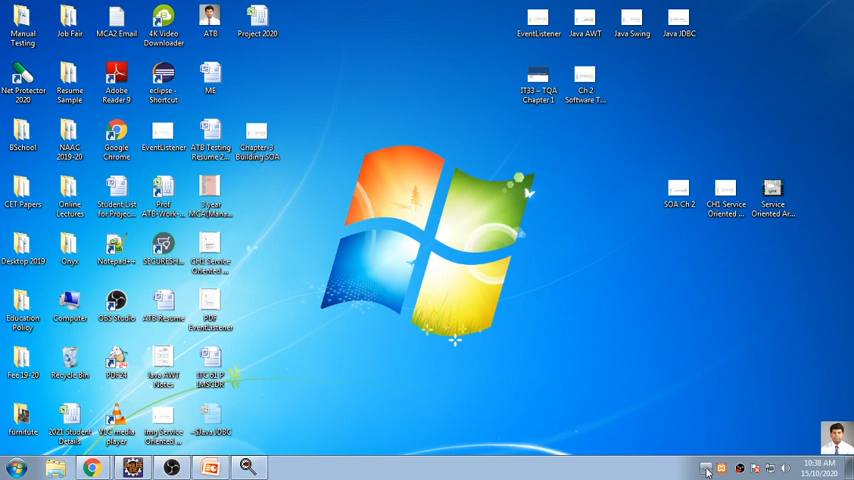 Manual
Testing
Job Fair
MCA2 Email
4K Video
Downloader
ATB
Project 2020
EventListener
Java AWT
Java Swing
Java JDBC
Net Protector
2020
Resume
Sample
Adobe
Reader 9
eclipse -
Shortcut
ME
IT33 – TQA
Chapter 1
Ch 2
Software T...
BSchool
NAAC
2019-20
Google
Chrome
EventListener
ATB Testing
Resume 2...
Chapter-3
Building SOA
CET Papers
Online
Lectures
Student List
for Projec...
Prof
ATB-Work-...
3 year
MCA(Mana...
SOA Ch 2
CH1 Service
Oriented ...
Service
Oriented Ar...
Desktop 2019
Onyx
Notepad++
SECURESHI...
CH1 Service
Oriented ...
Education
Policy
Computer
OBS Studio
ATB Resume
PDF
EventListener
Fee 19-20
Recycle Bin
PDF24
Java AWT
Notes
ITC 61 P
LMSCDR
furniture
2021 Student
Details
VLC media
player
img Service
Oriented ...
~$Java JDBC
10:38 AM
15/10/2020